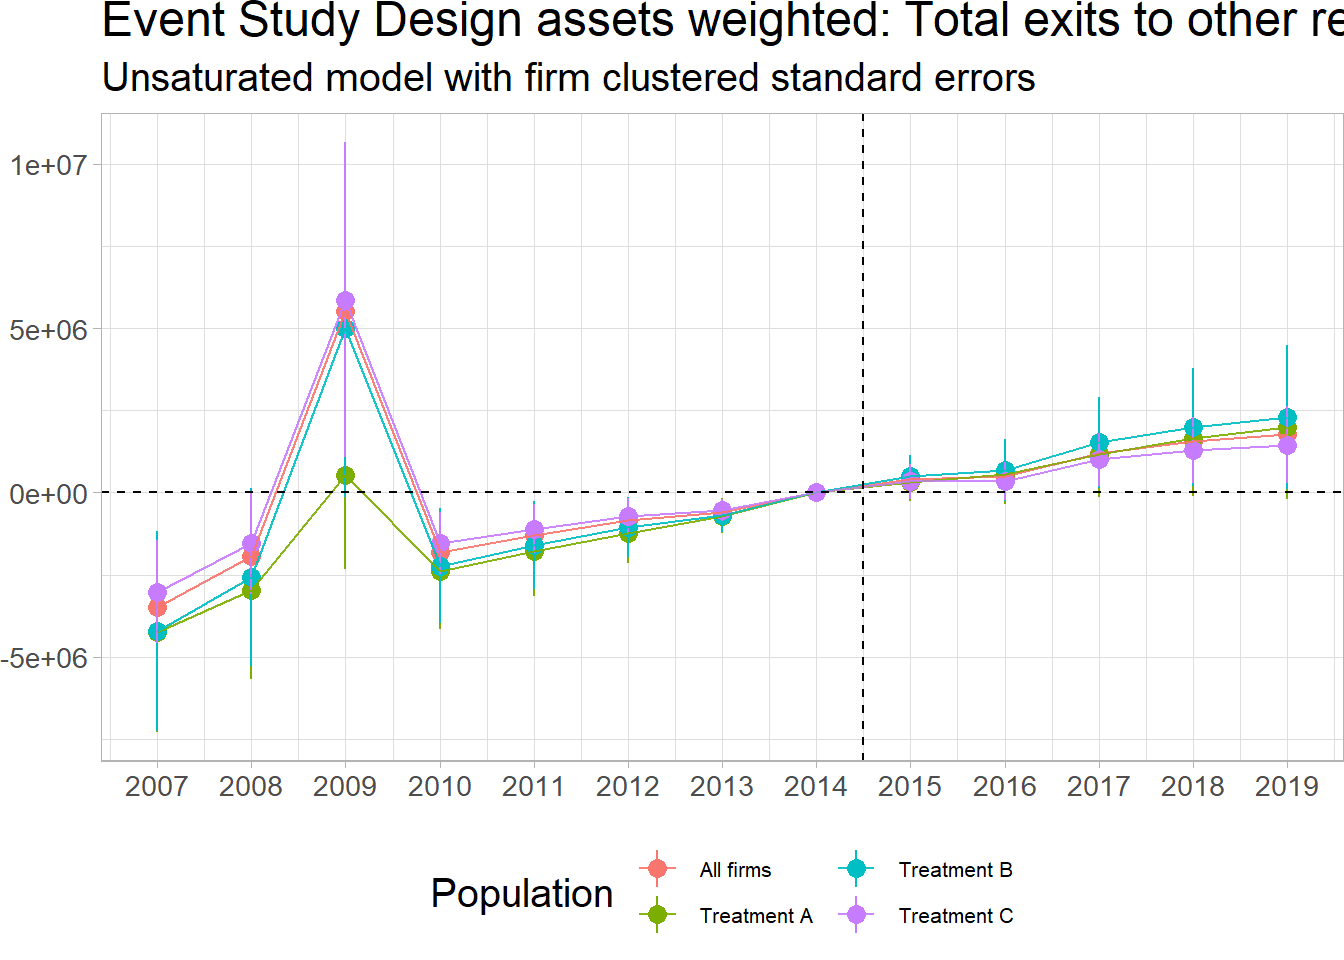 Event Study Design assets weighted: Total exits to other re
Unsaturated model with firm clustered standard errors
1e+07
5e+06
0e+00
-5e+06
2007 2008 2009 2010 2011 2012 2013 2014 2015 2016 2017 2018 2019
Population
All firms
Treatment B
Treatment A
Treatment C